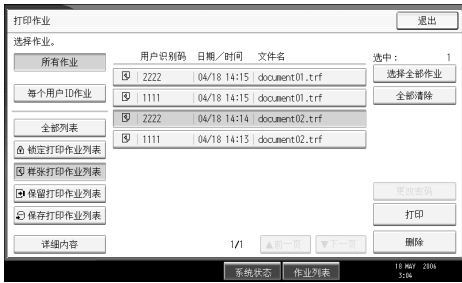 打印作业
退出
选择作业。
所有作业
每个用户ID作业
全部列表
锁定打印作业列表
样张打印作业列表
保留打印作业列表
保存打印作业列表
详细内容
用户识别码 日期／时间 文件名
2222 04/18 14:15 document01.trf
1111 04/18 14:15 document01.trf
2222 04/18 14:14 document02.trf
1111 04/18 14:13 document02.trf
1/1
▲前一页
▼下一页
选中： 1
选择全部作业
全部清除
更改密码
打印
删除
系统状态
作业列表
18 MAY 2006
3:04